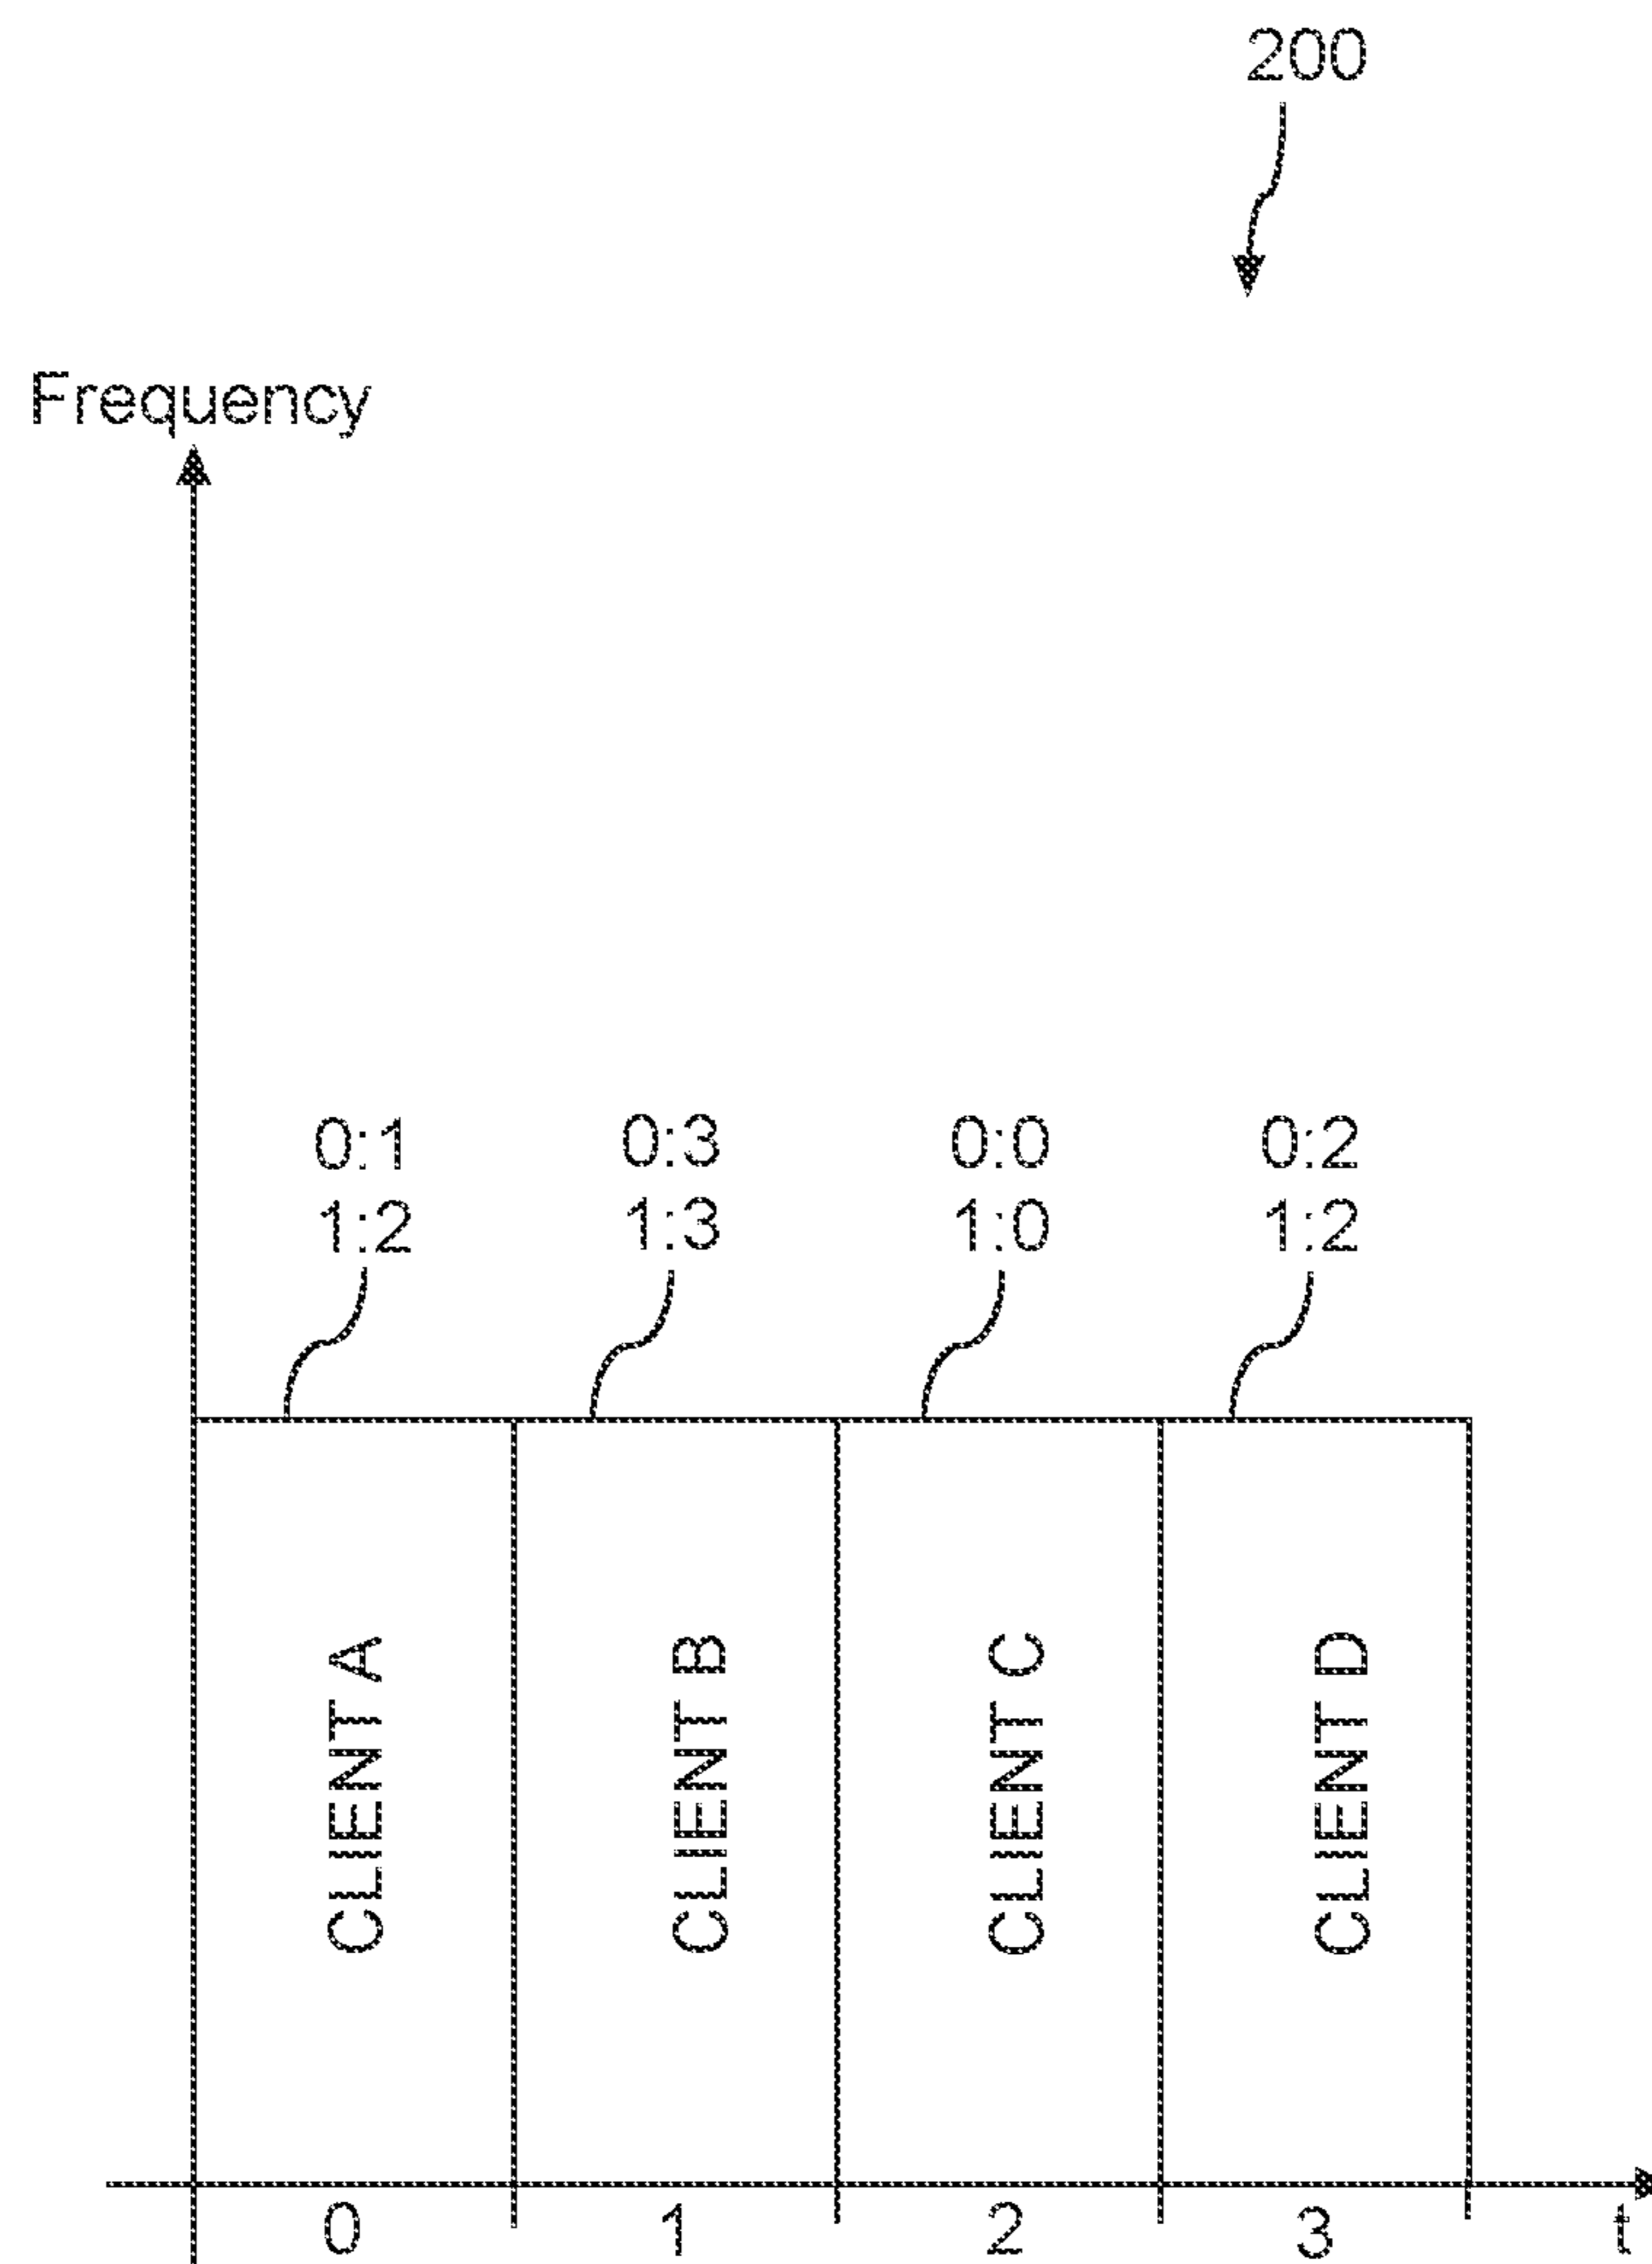 200
Frequency
0:1
1:2
0:3
1:3
0:0
1:0
0:2
1:2
CLIENT A
CLIENT B
CLIENT C
CLIENT D
0 1 2 3 t